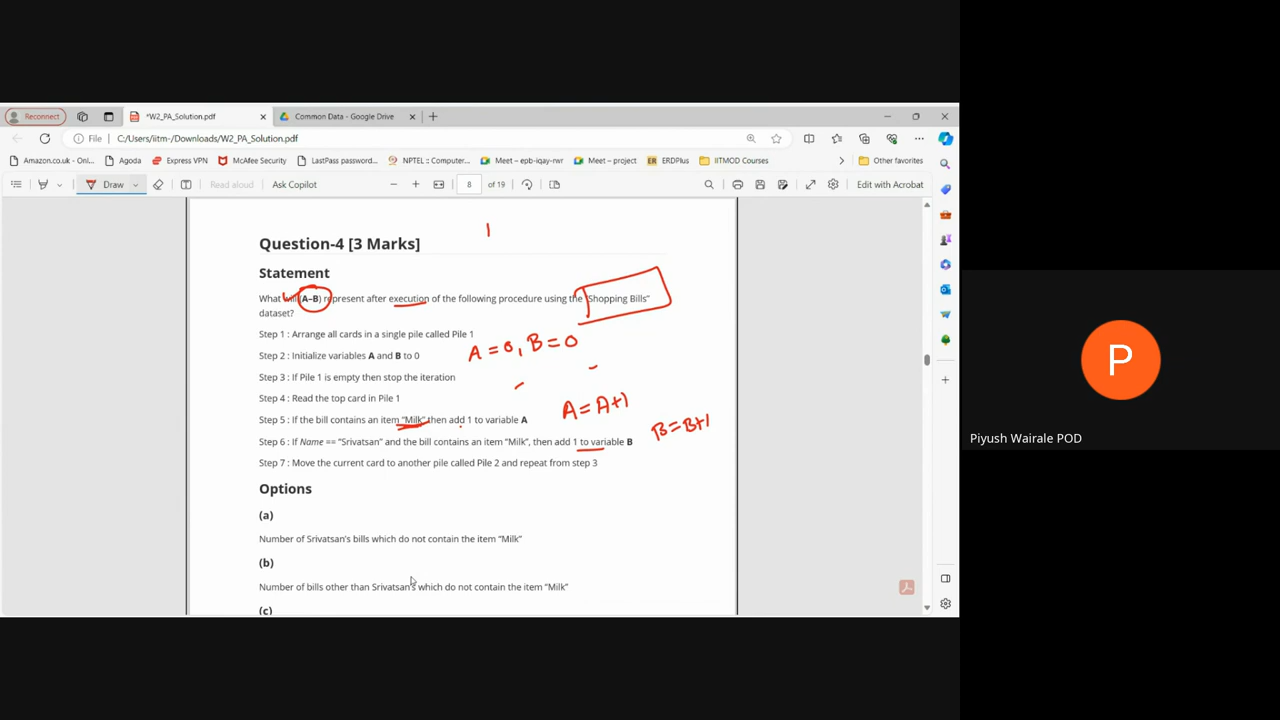 Reconnect
*W2_PA_Solution.pdf
Common Data - Google Drive
File
C:/Users/iitm-/Downloads/W2_PA_Solution.pdf
Amazon.co.uk - Onl...
Agoda
Express VPN
McAfee Security
LastPass password...
NPTEL :: Computer...
Meet – epb-iqay-rwr
Meet – project
ERDPlus
IITMOD Courses
Other favorites
Draw
Read aloud
Ask Copilot
8
of 19
Edit with Acrobat
1
Question-4 [3 Marks]
Statement
What will (A–B) represent after execution of the following procedure using the "Shopping Bills"
dataset?
Step 1 : Arrange all cards in a single pile called Pile 1
Step 2 : Initialize variables A and B to 0
A = 0, B = 0
Step 3 : If Pile 1 is empty then stop the iteration
Step 4 : Read the top card in Pile 1
A = A+1
Step 5 : If the bill contains an item "Milk" then add 1 to variable A
B = B+1
Step 6 : If Name == "Srivatsan" and the bill contains an item "Milk", then add 1 to variable B
Step 7 : Move the current card to another pile called Pile 2 and repeat from step 3
Options
(a)
Number of Srivatsan's bills which do not contain the item "Milk"
(b)
Number of bills other than Srivatsan's which do not contain the item "Milk"
(c)
P
Piyush Wairale POD